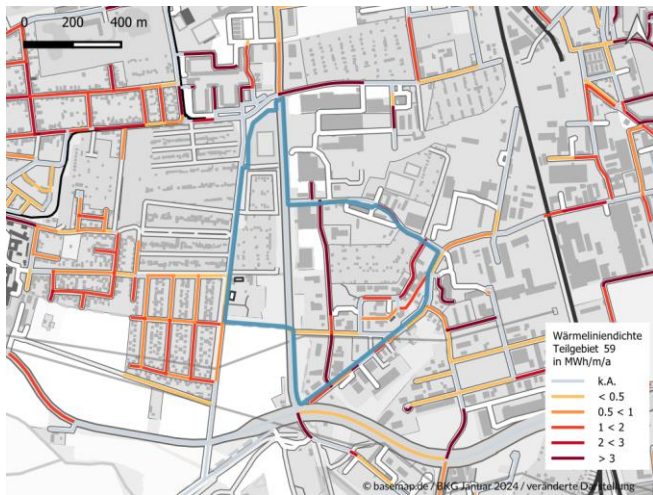 0 200 400 m
Wärmeliniendichte
Teilgebiet 59
in MWh/m/a
k.A.
< 0.5
0.5 < 1
1 < 2
2 < 3
> 3
© basemap.de / BKG Januar 2024 / veränderte Darstellung